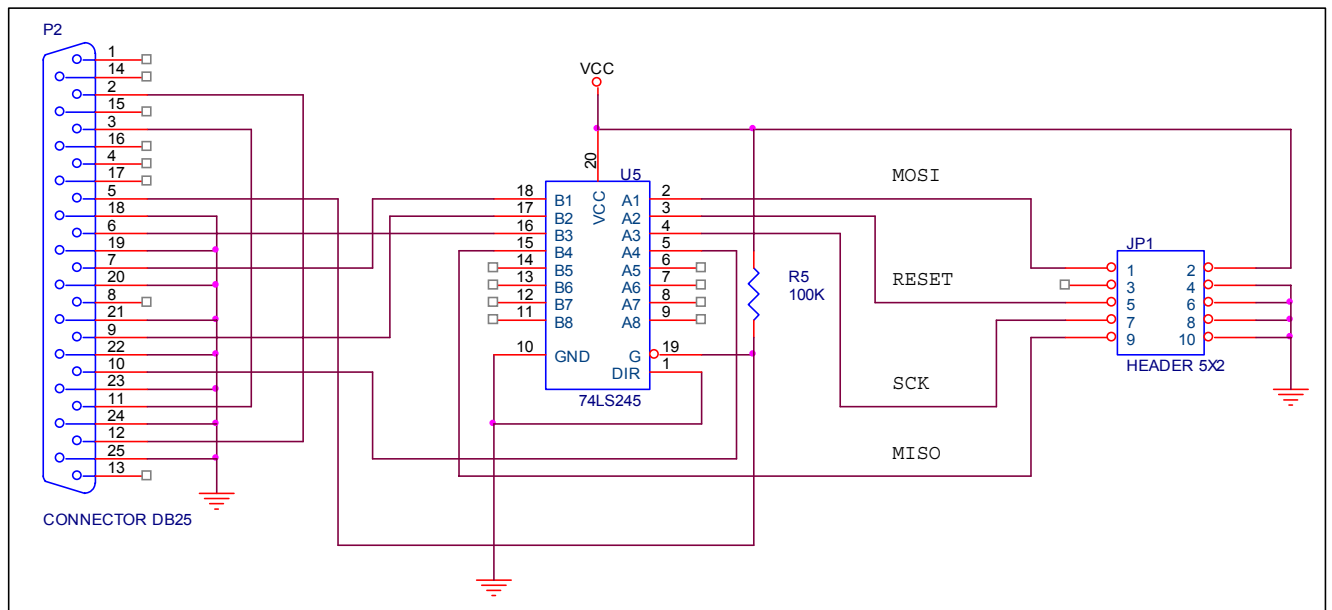 P2
1
14
2
15
3
16
4
17
5
18
6
19
7
20
8
21
9
22
10
23
11
24
12
25
13
CONNECTOR DB25
VCC
20
U5
VCC
18 B1 A1 2
17 B2 A2 3
16 B3 A3 4
15 B4 A4 5
14 B5 A5 6
13 B6 A6 7
12 B7 A7 8
11 B8 A8 9
10 GND G 19
DIR 1
74LS245
R5
100K
MOSI
RESET
SCK
MISO
JP1
1 2
3 4
5 6
7 8
9 10
HEADER 5X2